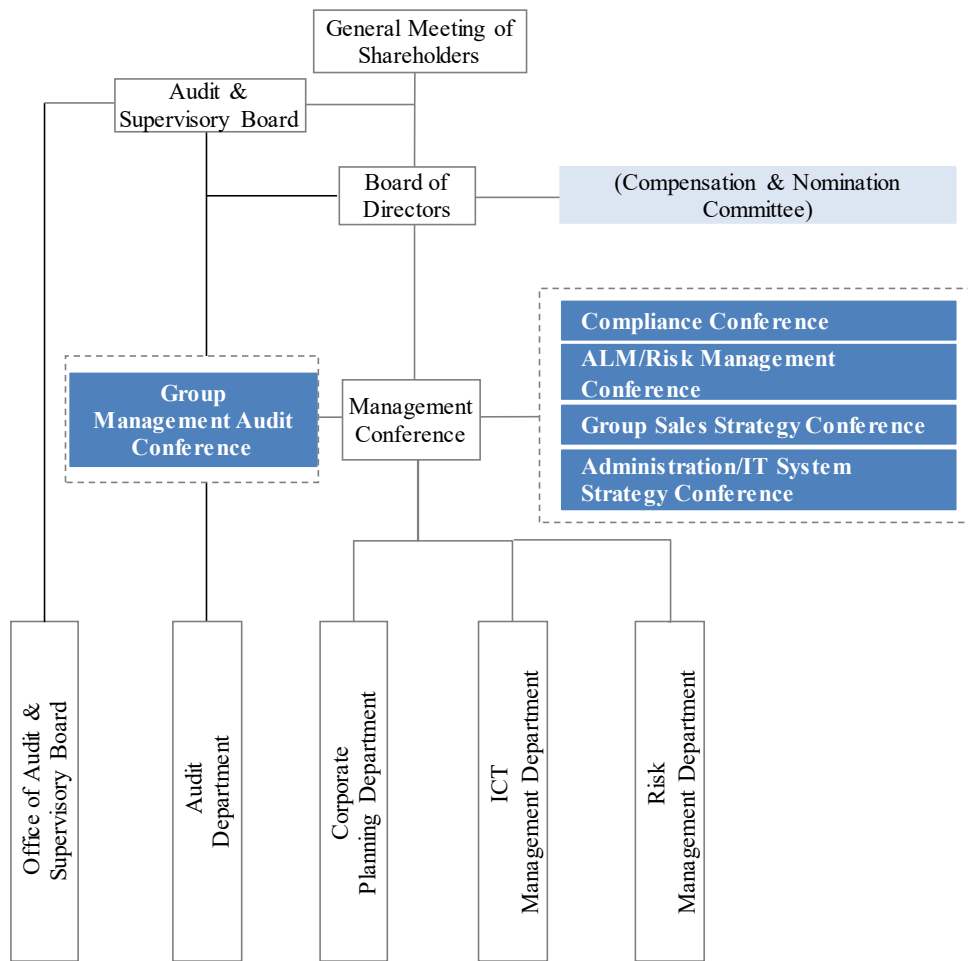 General Meeting of
Shareholders
Audit &
Supervisory Board
Board of
Directors
(Compensation & Nomination
Committee)
Compliance Conference
ALM/Risk Management
Conference
Group Sales Strategy Conference
Administration/IT System
Strategy Conference
Group
Management Audit
Conference
Management
Conference
Office of Audit &
Supervisory Board
Audit
Department
Corporate
Planning Department
ICT
Management Department
Risk
Management Department